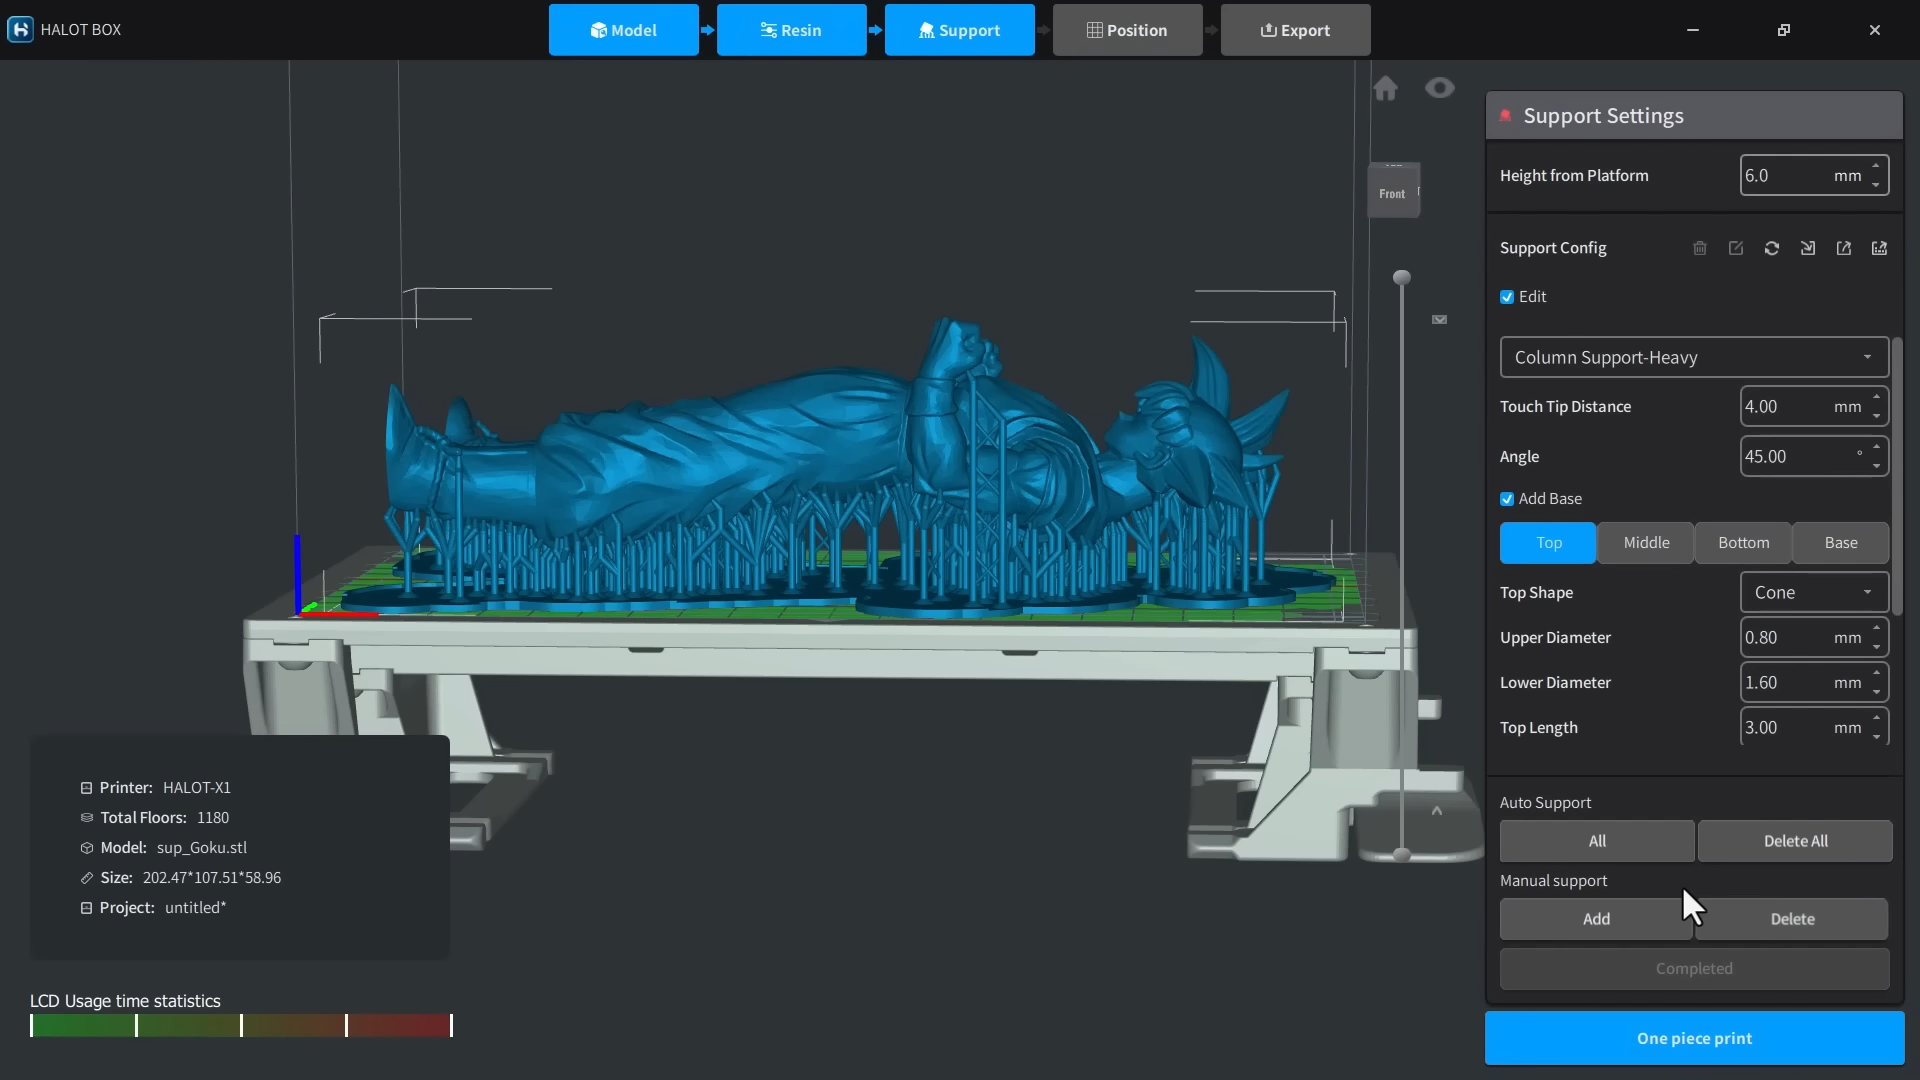 HALOT BOX
Model
Resin
Support
Position
Export
Front
Support Settings
Height from Platform
6.0 mm
Support Config
Edit
Column Support-Heavy
Touch Tip Distance
4.00 mm
Angle
45.00 °
Add Base
Top
Middle
Bottom
Base
Top Shape
Cone
Upper Diameter
0.80 mm
Lower Diameter
1.60 mm
Top Length
3.00 mm
Auto Support
All
Delete All
Manual support
Add
Delete
Completed
One piece print
Printer: HALOT-X1
Total Floors: 1180
Model: sup_Goku.stl
Size: 202.47*107.51*58.96
Project: untitled*
LCD Usage time statistics